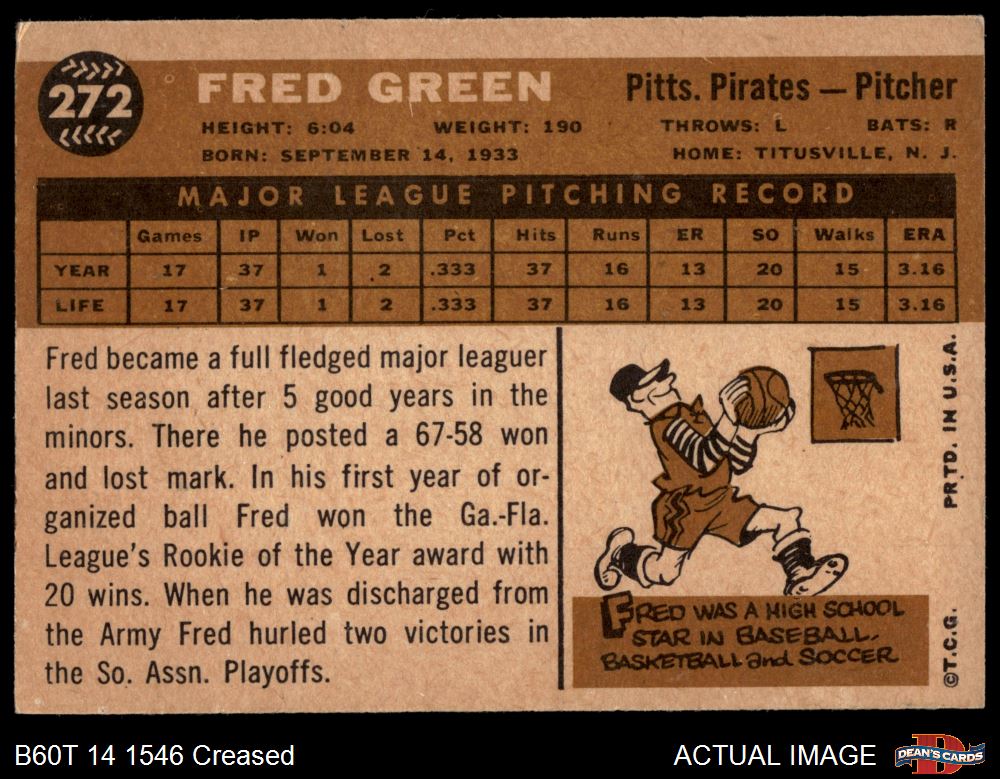 272
FRED GREEN
Pitts. Pirates — Pitcher
HEIGHT: 6:04 WEIGHT: 190 THROWS: L BATS: R
BORN: SEPTEMBER 14, 1933 HOME: TITUSVILLE, N. J.
MAJOR LEAGUE PITCHING RECORD
Games IP Won Lost Pct Hits Runs ER SO Walks ERA
YEAR 17 37 1 2 .333 37 16 13 20 15 3.16
LIFE 17 37 1 2 .333 37 16 13 20 15 3.16
Fred became a full fledged major leaguer
last season after 5 good years in the
minors. There he posted a 67-58 won
and lost mark. In his first year of or-
ganized ball Fred won the Ga.-Fla.
League's Rookie of the Year award with
20 wins. When he was discharged from
the Army Fred hurled two victories in
the So. Assn. Playoffs.
FRED WAS A HIGH SCHOOL
STAR IN BASEBALL,
BASKETBALL and SOCCER
©T.C.G. PRTD. IN U.S.A.
B60T 14 1546 Creased
ACTUAL IMAGE
D
DEAN'S CARDS